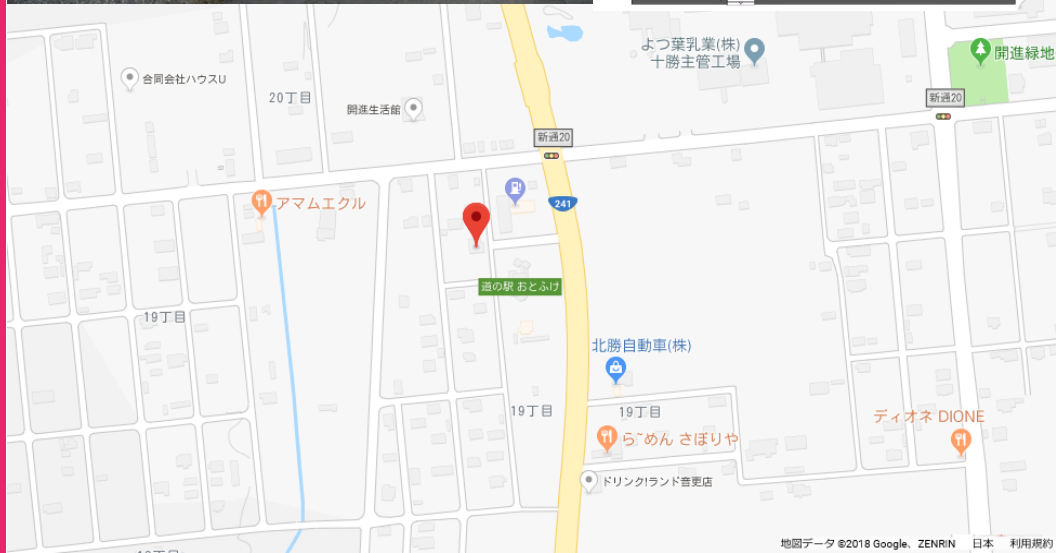 よつ葉乳業(株)
十勝主管工場
開進緑地
合同会社ハウスU
20丁目
開進生活館
新通20
新通20
アマムエクル
241
道の駅 おとふけ
19丁目
北勝自動車(株)
19丁目
19丁目
ディオネ DIONE
ら~めん さぼりや
ドリンク!ランド音更店
地図データ ©2018 Google、ZENRIN 日本 利用規約